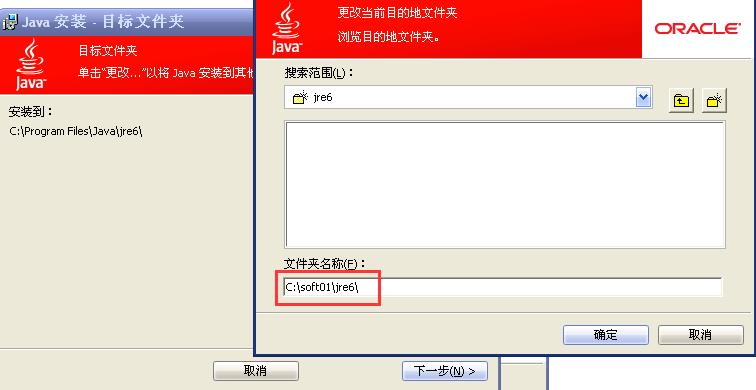 Java 安装 - 目标文件夹
Java
目标文件夹
单击“更改...”以将 Java 安装到其他
安装到：
C:\Program Files\Java\jre6\
取消
下一步(N) >
Java
更改当前目的地文件夹
浏览目的地文件夹。
ORACLE
搜索范围(L)：
jre6
文件夹名称(F)：
C:\soft01\jre6\
确定
取消